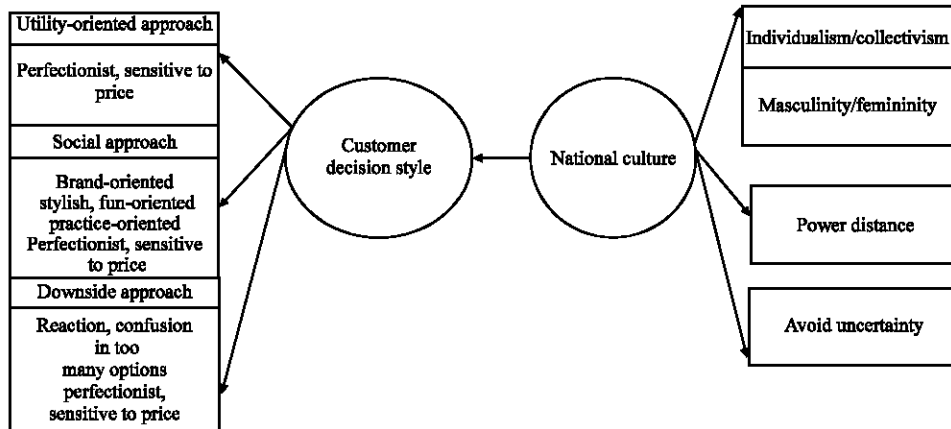 Utility-oriented approach
Perfectionist, sensitive to
price
Social approach
Brand-oriented
stylish, fun-oriented
practice-oriented
Perfectionist, sensitive
to price
Downside approach
Reaction, confusion
in too
many options
perfectionist,
sensitive to price
Customer
decision style
National culture
Individualism/collectivism
Masculinity/femininity
Power distance
Avoid uncertainty